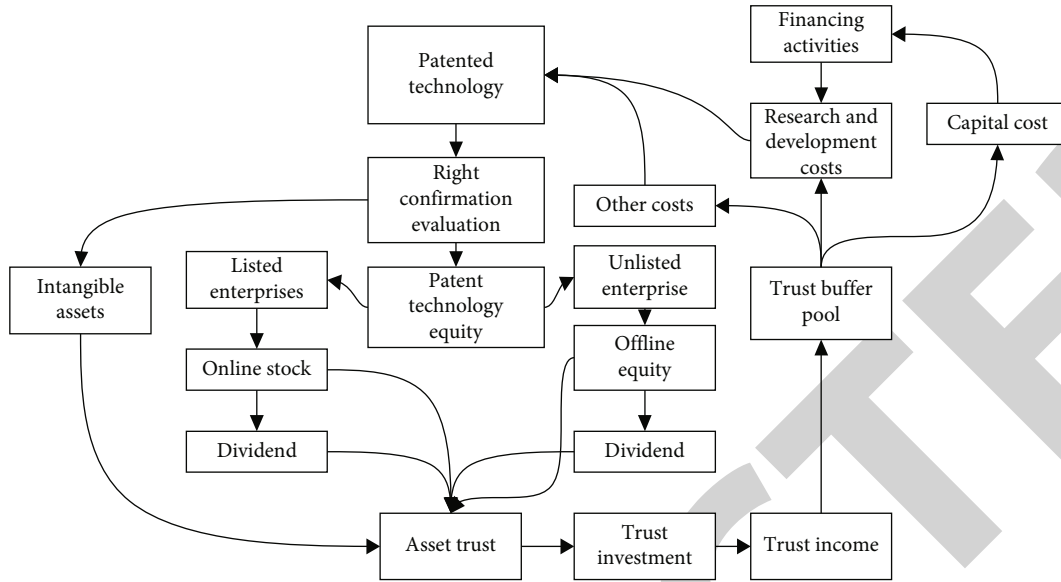 Financing
activities
Patented
technology
Research and
development
costs
Capital cost
Right
confirmation
evaluation
Other costs
Intangible
assets
Listed
enterprises
Patent
technology
equity
Unlisted
enterprise
Trust buffer
pool
Online stock
Offline
equity
Dividend
Dividend
Asset trust
Trust
investment
Trust income